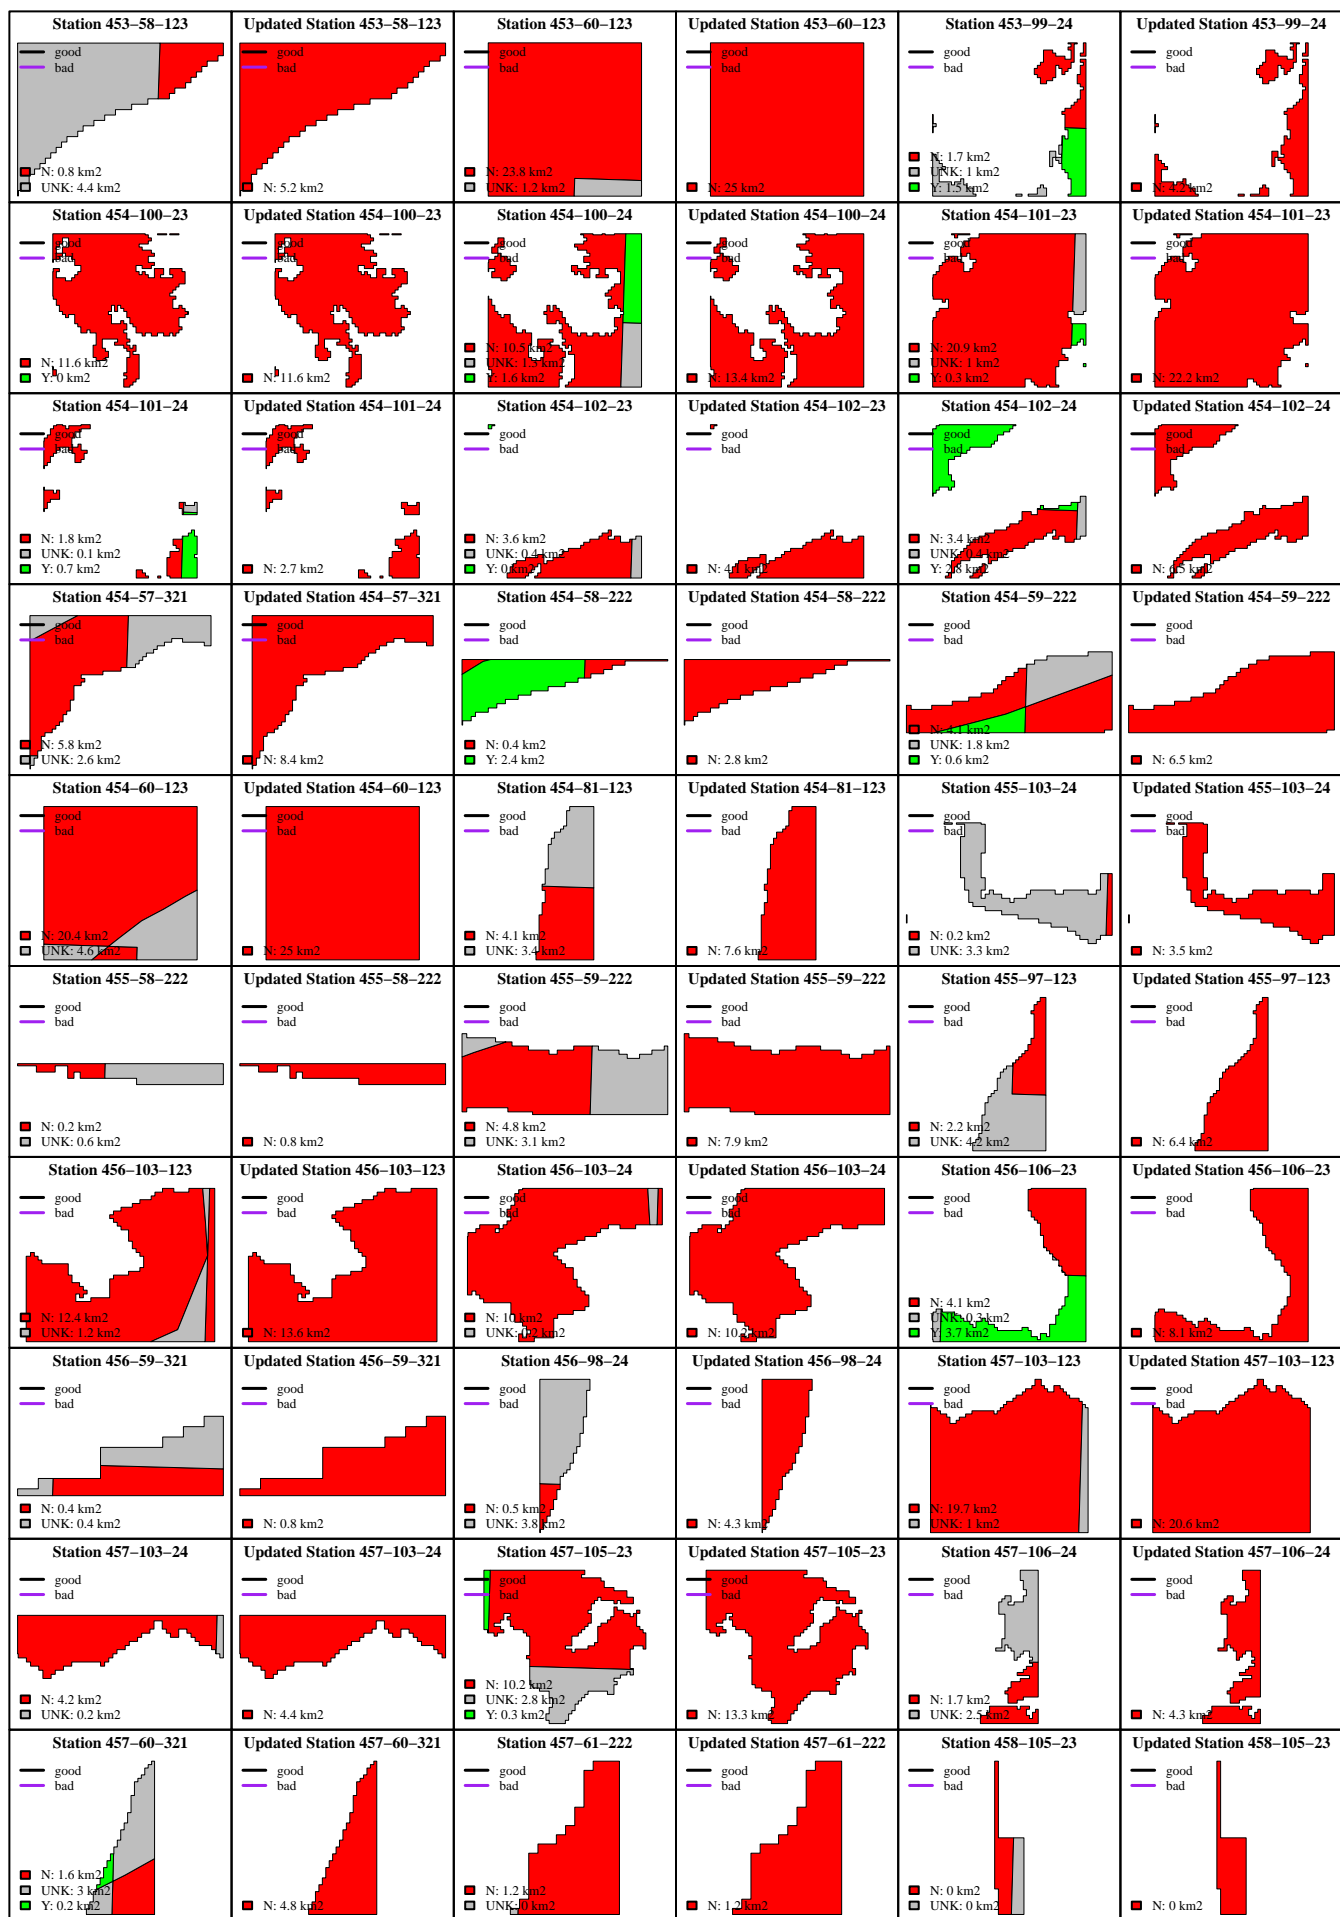 Station 453−58−123
good
bad
N: 0.8 km2
UNK: 4.4 km2
Updated Station 453−58−123
good
bad
N: 5.2 km2
Station 453−60−123
good
bad
N: 23.8 km2
UNK: 1.2 km2
Updated Station 453−60−123
good
bad
N: 25 km2
Station 453−99−24
good
bad
N: 1.7 km2
UNK: 1 km2
Y: 1.5 km2
Updated Station 453−99−24
good
bad
N: 4.2 km2
Station 454−100−23
good
bad
N: 11.6 km2
Y: 0 km2
Updated Station 454−100−23
good
bad
N: 11.6 km2
Station 454−100−24
good
bad
N: 10.5 km2
UNK: 1.3 km2
Y: 1.6 km2
Updated Station 454−100−24
good
bad
N: 13.4 km2
Station 454−101−23
good
bad
N: 20.9 km2
UNK: 1 km2
Y: 0.3 km2
Updated Station 454−101−23
good
bad
N: 22.2 km2
Station 454−101−24
good
bad
N: 1.8 km2
UNK: 0.1 km2
Y: 0.7 km2
Updated Station 454−101−24
good
bad
N: 2.7 km2
Station 454−102−23
good
bad
N: 3.6 km2
UNK: 0.4 km2
Y: 0 km2
Updated Station 454−102−23
good
bad
N: 4.1 km2
Station 454−102−24
good
bad
N: 3.4 km2
UNK: 0.4 km2
Y: 2.8 km2
Updated Station 454−102−24
good
bad
N: 6.5 km2
Station 454−57−321
good
bad
N: 5.8 km2
UNK: 2.6 km2
Updated Station 454−57−321
good
bad
N: 8.4 km2
Station 454−58−222
good
bad
N: 0.4 km2
Y: 2.4 km2
Updated Station 454−58−222
good
bad
N: 2.8 km2
Station 454−59−222
good
bad
N: 4.1 km2
UNK: 1.8 km2
Y: 0.6 km2
Updated Station 454−59−222
good
bad
N: 6.5 km2
Station 454−60−123
good
bad
N: 20.4 km2
UNK: 4.6 km2
Updated Station 454−60−123
good
bad
N: 25 km2
Station 454−81−123
good
bad
N: 4.1 km2
UNK: 3.4 km2
Updated Station 454−81−123
good
bad
N: 7.6 km2
Station 455−103−24
good
bad
N: 0.2 km2
UNK: 3.3 km2
Updated Station 455−103−24
good
bad
N: 3.5 km2
Station 455−58−222
good
bad
N: 0.2 km2
UNK: 0.6 km2
Updated Station 455−58−222
good
bad
N: 0.8 km2
Station 455−59−222
good
bad
N: 4.8 km2
UNK: 3.1 km2
Updated Station 455−59−222
good
bad
N: 7.9 km2
Station 455−97−123
good
bad
N: 2.2 km2
UNK: 4.2 km2
Updated Station 455−97−123
good
bad
N: 6.4 km2
Station 456−103−123
good
bad
N: 12.4 km2
UNK: 1.2 km2
Updated Station 456−103−123
good
bad
N: 13.6 km2
Station 456−103−24
good
bad
N: 10 km2
UNK: 0.2 km2
Updated Station 456−103−24
good
bad
N: 10.2 km2
Station 456−106−23
good
bad
N: 4.1 km2
UNK: 0.3 km2
Y: 3.7 km2
Updated Station 456−106−23
good
bad
N: 8.1 km2
Station 456−59−321
good
bad
N: 0.4 km2
UNK: 0.4 km2
Updated Station 456−59−321
good
bad
N: 0.8 km2
Station 456−98−24
good
bad
N: 0.5 km2
UNK: 3.8 km2
Updated Station 456−98−24
good
bad
N: 4.3 km2
Station 457−103−123
good
bad
N: 19.7 km2
UNK: 1 km2
Updated Station 457−103−123
good
bad
N: 20.6 km2
Station 457−103−24
good
bad
N: 4.2 km2
UNK: 0.2 km2
Updated Station 457−103−24
good
bad
N: 4.4 km2
Station 457−105−23
good
bad
N: 10.2 km2
UNK: 2.8 km2
Y: 0.3 km2
Updated Station 457−105−23
good
bad
N: 13.3 km2
Station 457−106−24
good
bad
N: 1.7 km2
UNK: 2.5 km2
Updated Station 457−106−24
good
bad
N: 4.3 km2
Station 457−60−321
good
bad
N: 1.6 km2
UNK: 3 km2
Y: 0.2 km2
Updated Station 457−60−321
good
bad
N: 4.8 km2
Station 457−61−222
good
bad
N: 1.2 km2
UNK: 0 km2
Updated Station 457−61−222
good
bad
N: 1.2 km2
Station 458−105−23
good
bad
N: 0 km2
UNK: 0 km2
Updated Station 458−105−23
good
bad
N: 0 km2